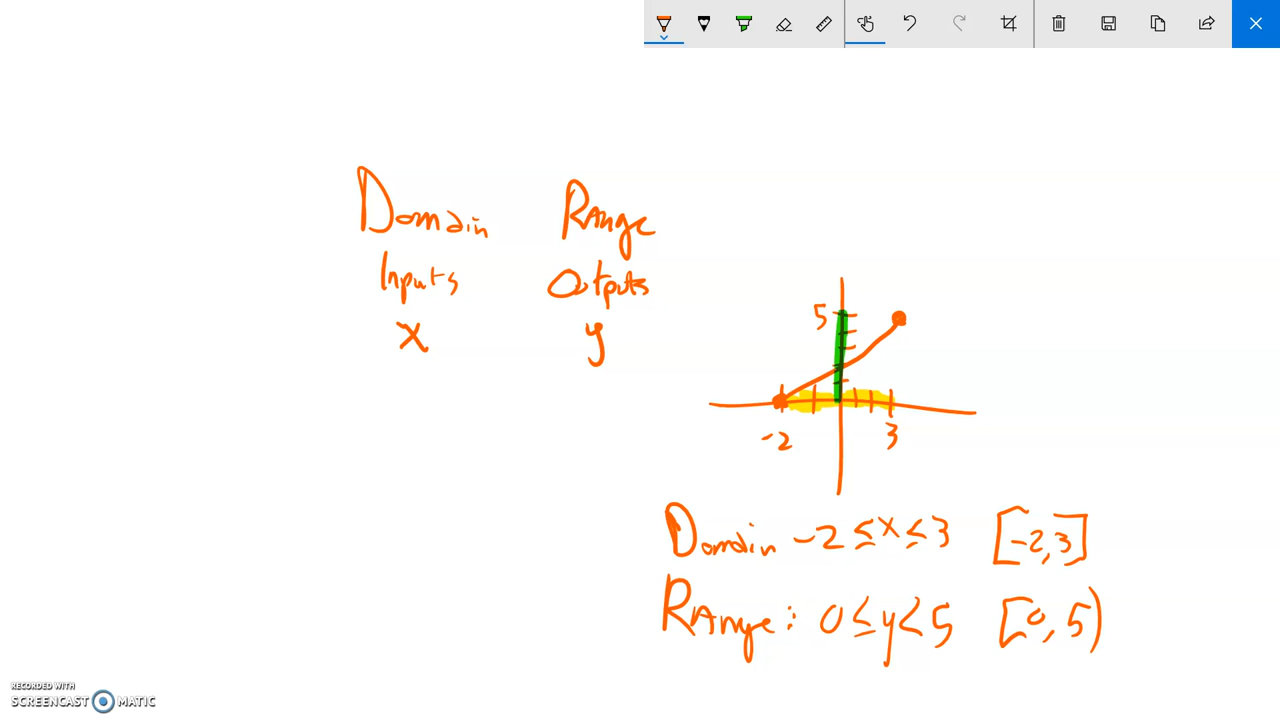 Domain Range
Inputs Outputs
x y
5
-2 3
Domain -2 ≤ x ≤ 3 [-2, 3]
Range: 0 ≤ y < 5 [0, 5)
RECORDED WITH
SCREENCAST MATIC